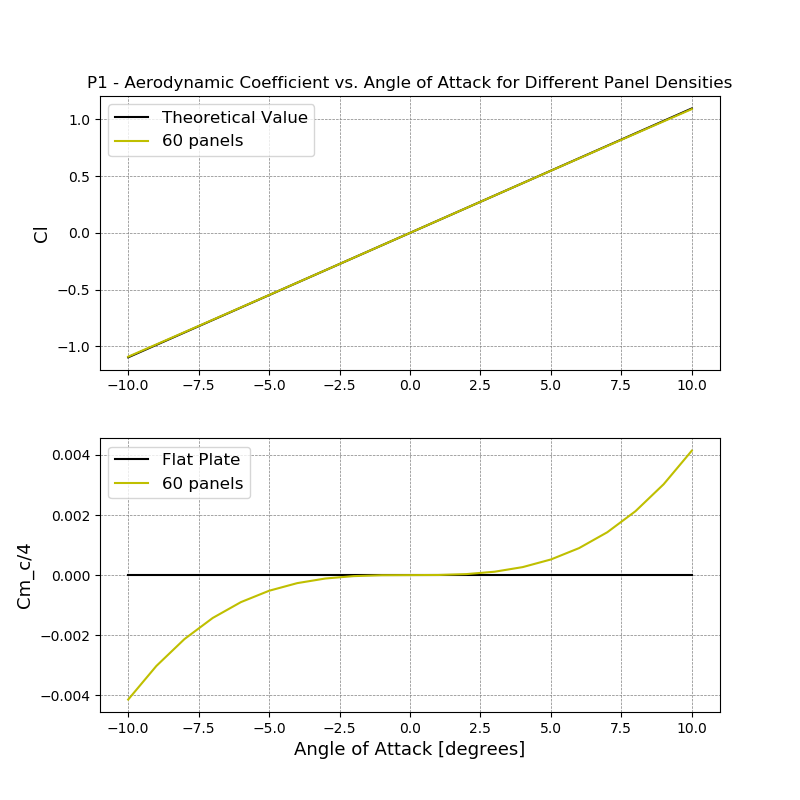 P1 - Aerodynamic Coefficient vs. Angle of Attack for Different Panel Densities
Theoretical Value
60 panels
Cl
1.0
0.5
0.0
−0.5
−1.0
−10.0 −7.5 −5.0 −2.5 0.0 2.5 5.0 7.5 10.0
Flat Plate
60 panels
Cm_c/4
0.004
0.002
0.000
−0.002
−0.004
−10.0 −7.5 −5.0 −2.5 0.0 2.5 5.0 7.5 10.0
Angle of Attack [degrees]